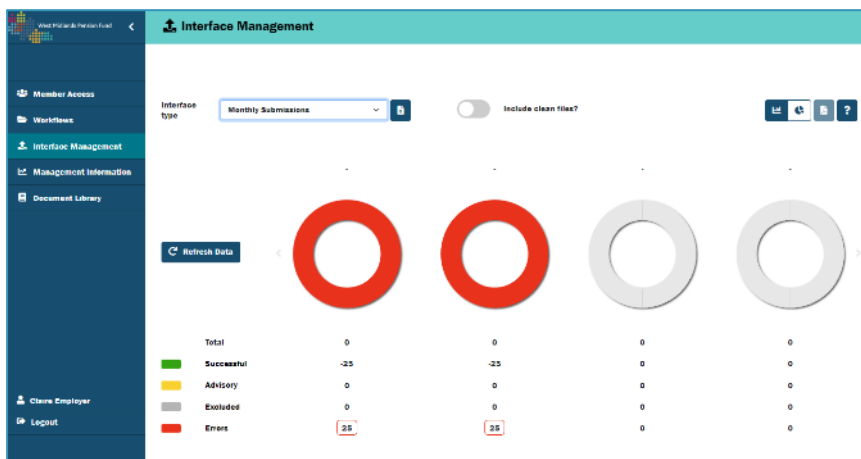 West Midlands Pension Fund
Interface Management
Member Access
Workflows
Interface Management
Management Information
Document Library
Claire Employer
Logout
Interface type
Monthly Submissions
Include clean files?
?
- - - -
Refresh Data
Total 0 0 0 0
Successful -25 -25 0 0
Advisory 0 0 0 0
Excluded 0 0 0 0
Errors 25 25 0 0